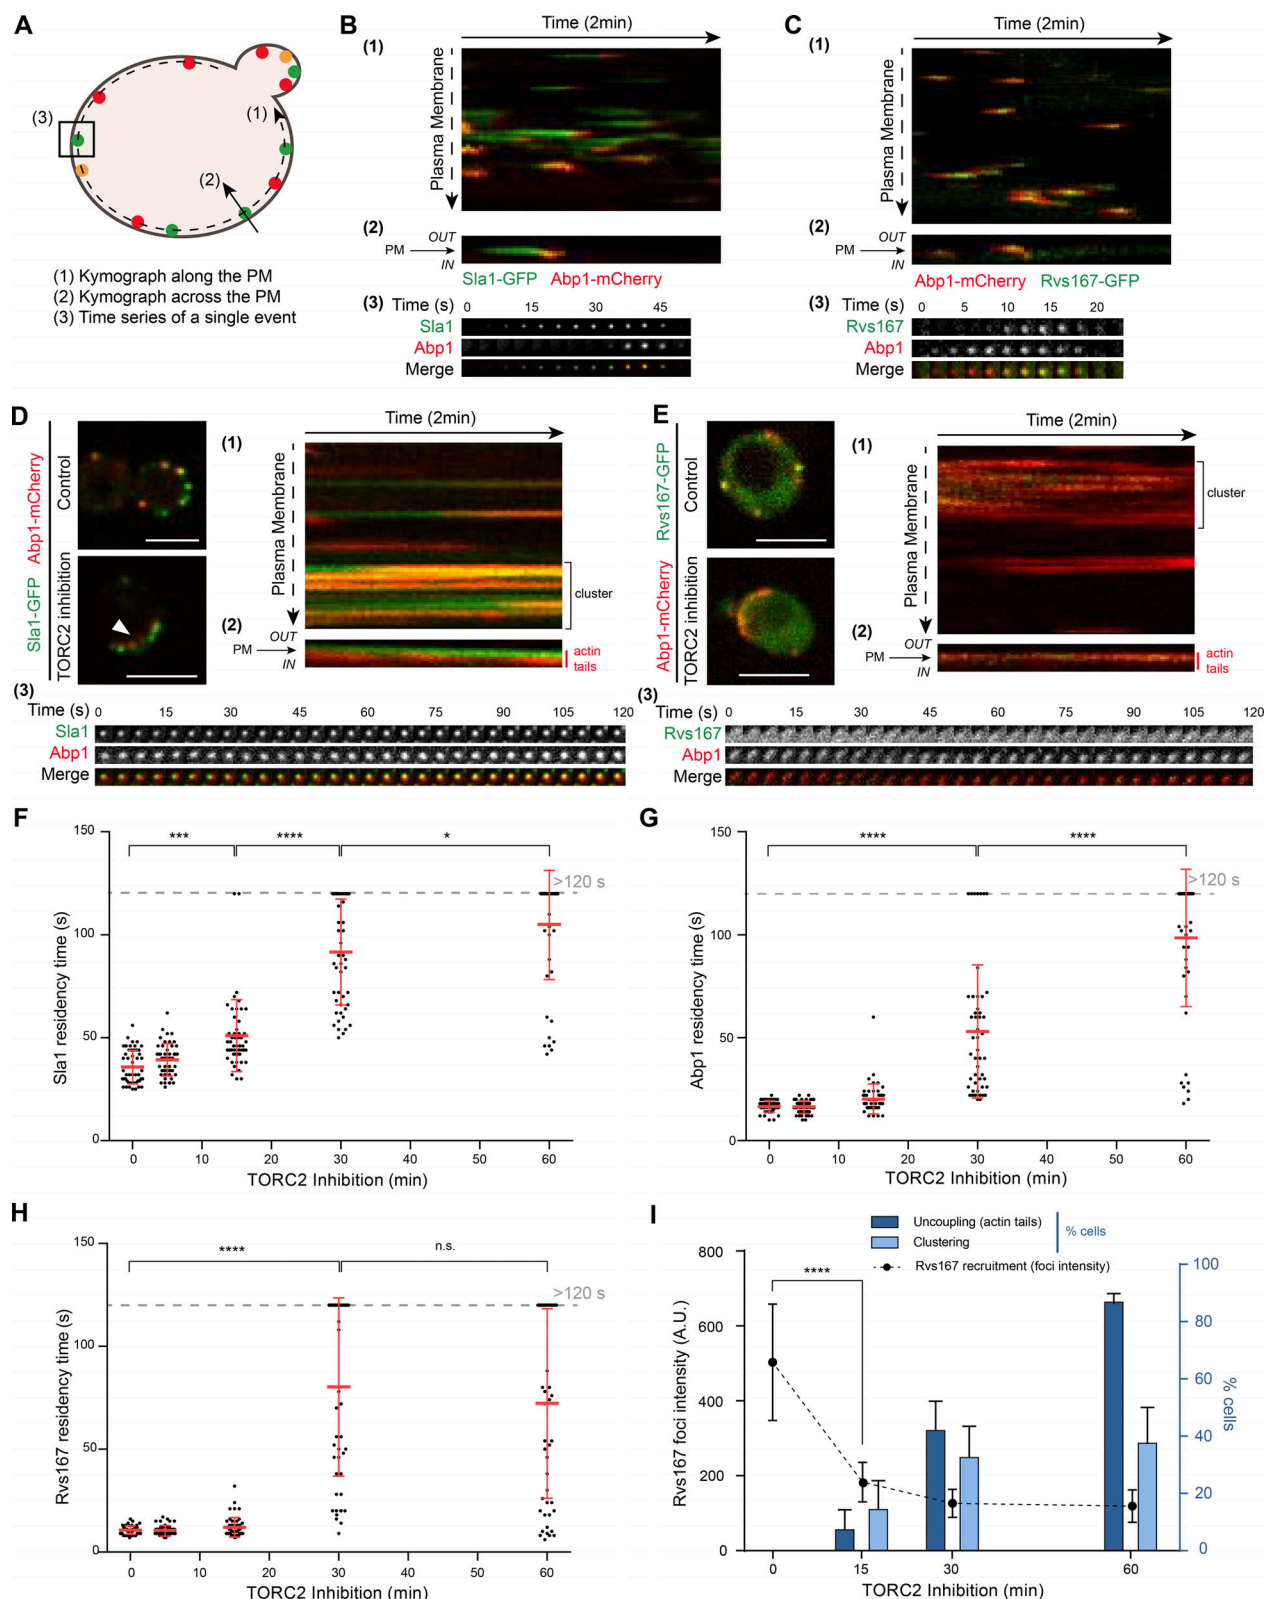 A
(3)
(1)
(2)
(1) Kymograph along the PM
(2) Kymograph across the PM
(3) Time series of a single event
B
Time (2min)
(1)
Plasma Membrane
(2)
OUT
PM
IN
Sla1-GFP Abp1-mCherry
(3) Time (s) 0 15 30 45
Sla1
Abp1
Merge
C
Time (2min)
(1)
Plasma Membrane
(2)
OUT
PM
IN
Abp1-mCherry Rvs167-GFP
(3) Time (s) 0 5 10 15 20
Rvs167
Abp1
Merge
D
Sla1-GFP Abp1-mCherry
TORC2 inhibition Control
Time (2min)
(1)
Plasma Membrane
cluster
(2)
OUT
PM
IN
actin
tails
(3)
Time (s) 0 15 30 45 60 75 90 105 120
Sla1
Abp1
Merge
E
Abp1-mCherry Rvs167-GFP
TORC2 inhibition Control
Time (2min)
(1)
Plasma Membrane
cluster
(2)
OUT
PM
IN
actin
tails
(3)
Time (s) 0 15 30 45 60 75 90 105 120
Rvs167
Abp1
Merge
F
Sla1 residency time (s)
150
100
50
0
*** **** *
>120 s
0 10 20 30 40 50 60
TORC2 Inhibition (min)
G
Abp1 residency time (s)
150
100
50
0
**** ****
>120 s
0 10 20 30 40 50 60
TORC2 Inhibition (min)
H
Rvs167 residency time (s)
150
100
50
0
**** n.s.
>120 s
0 10 20 30 40 50 60
TORC2 Inhibition (min)
I
Uncoupling (actin tails)
Clustering
% cells
Rvs167 recruitment (foci intensity)
Rvs167 foci intensity (A.U.)
800
600
400
200
0
****
100
80
60
40
20
0
% cells
0 15 30 60
TORC2 Inhibition (min)